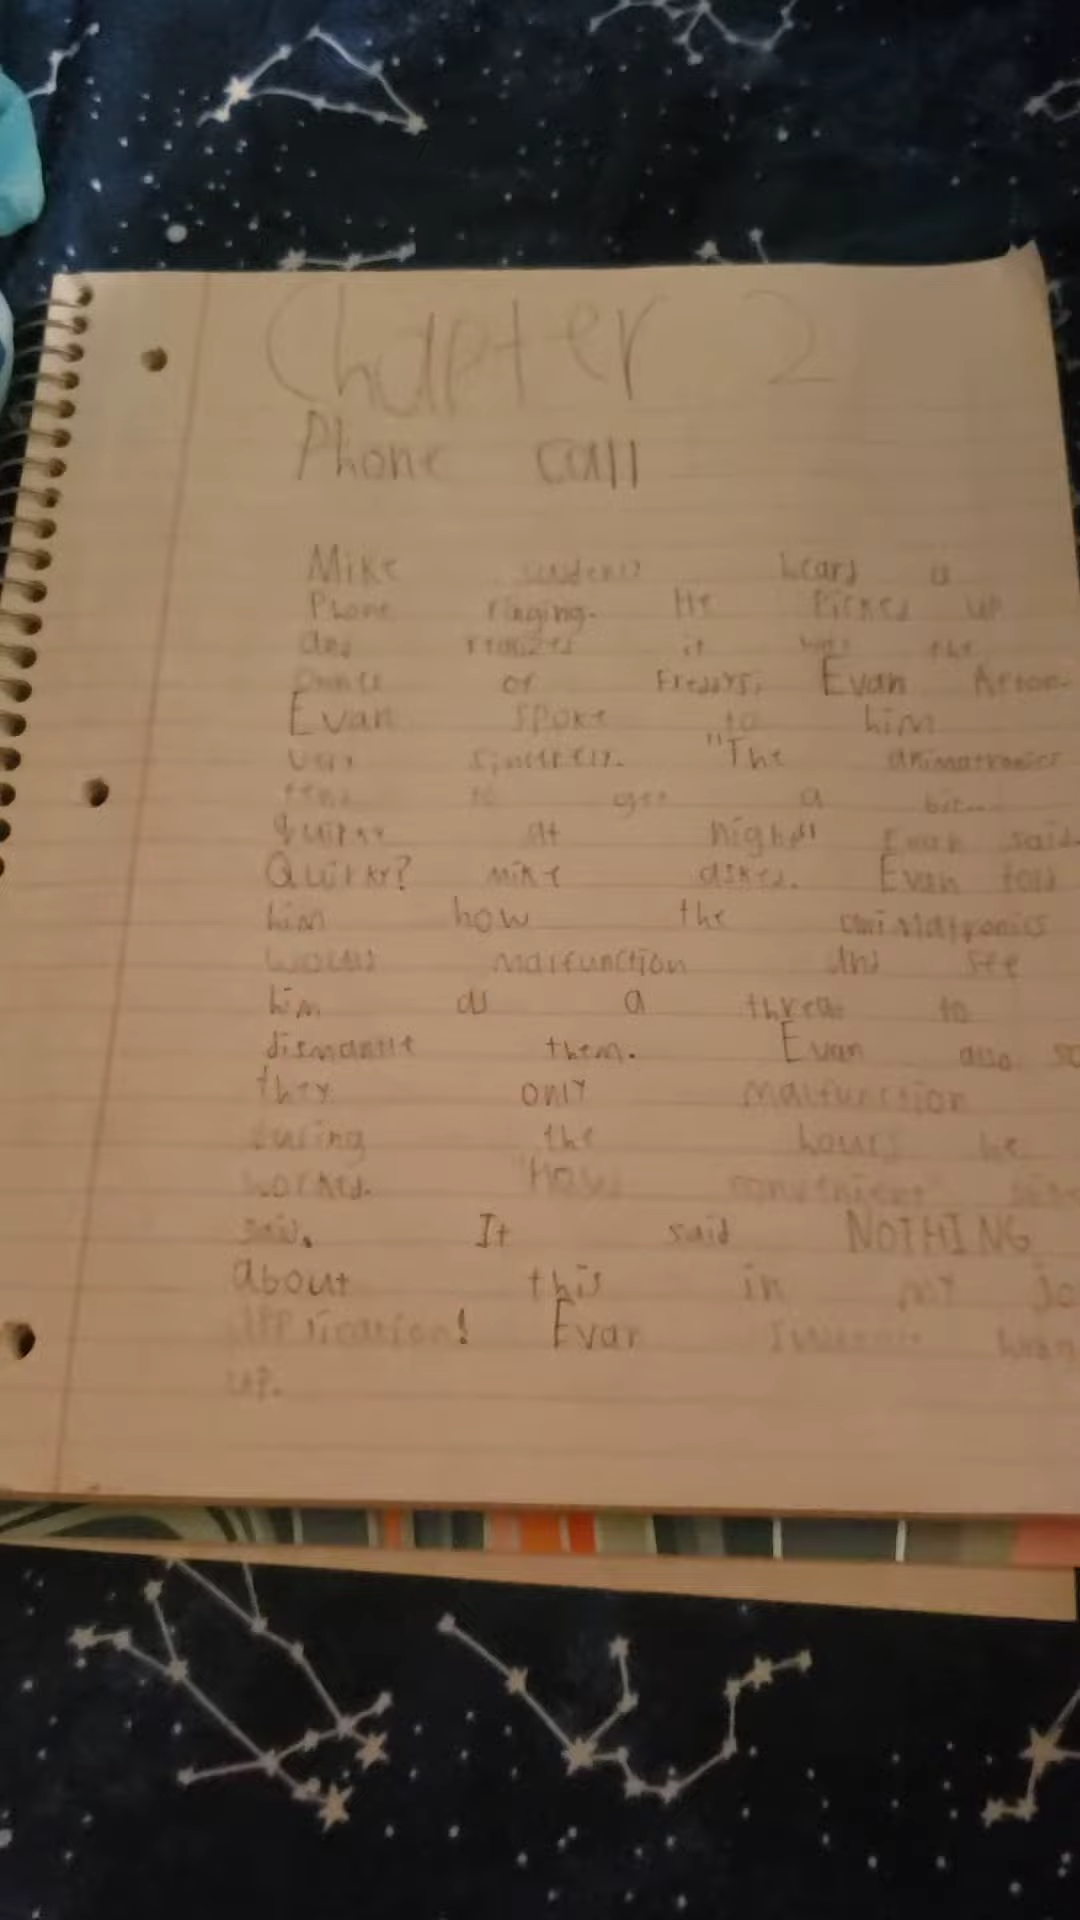 Chapter 2
Phone call
Mike hears a
Phone ringing. He Picked up
and realizes it was the
of Freddys, Evan Afton.
Evan spoke to him
very sincerely. "The animatronics
tend to get a bit...
quirky at night" Evan said.
Quirky? Mike asked. Evan told
him how the animatronics
would malfunction and see
him as a threat to
dismantle them. Evan also
they only malfunction
during the hours he
worked. "How convenient"
said. It said NOTHING
about this in my
application! Evan
up.